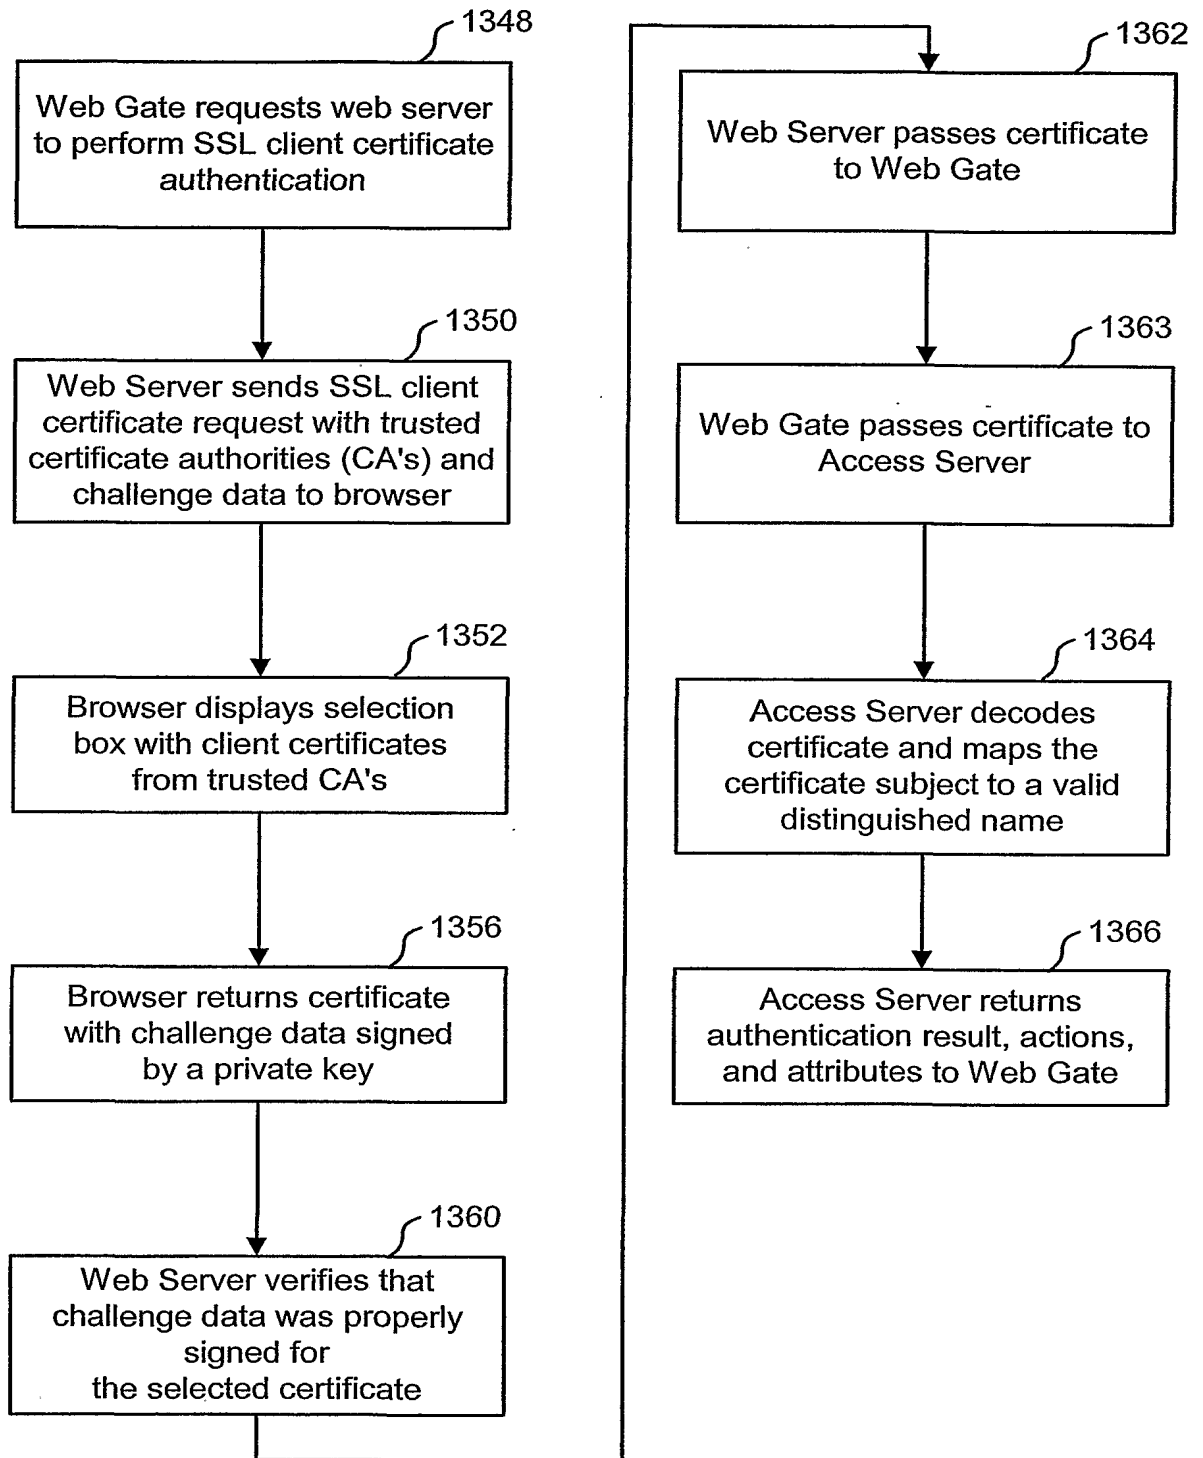 1348
Web Gate requests web server
to perform SSL client certificate
authentication
1350
Web Server sends SSL client
certificate request with trusted
certificate authorities (CA's) and
challenge data to browser
1352
Browser displays selection
box with client certificates
from trusted CA's
1356
Browser returns certificate
with challenge data signed
by a private key
1360
Web Server verifies that
challenge data was properly
signed for
the selected certificate
1362
Web Server passes certificate
to Web Gate
1363
Web Gate passes certificate to
Access Server
1364
Access Server decodes
certificate and maps the
certificate subject to a valid
distinguished name
1366
Access Server returns
authentication result, actions,
and attributes to Web Gate